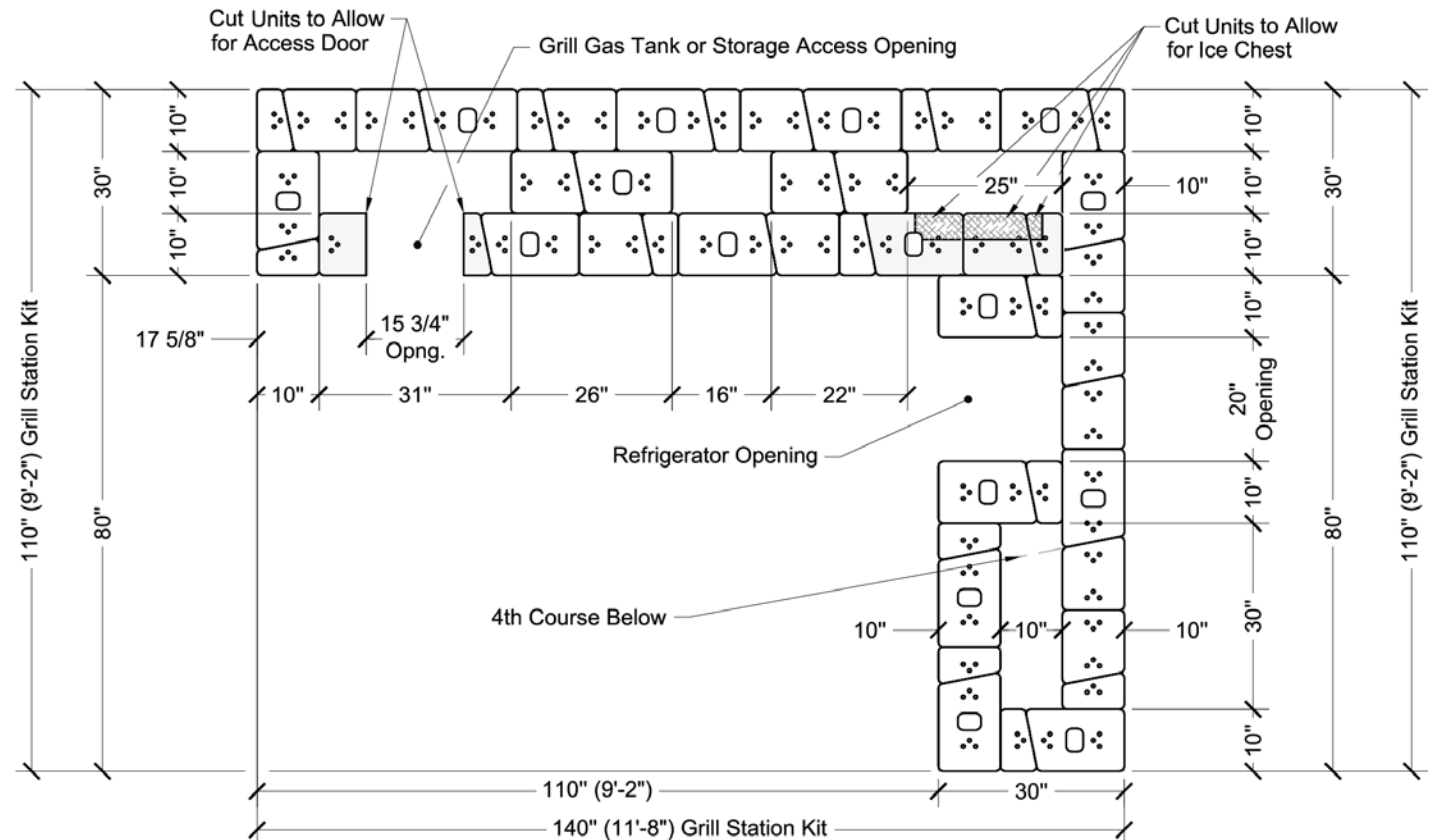 Cut Units to Allow
for Access Door
Grill Gas Tank or Storage Access Opening
Cut Units to Allow
for Ice Chest
110" (9'-2") Grill Station Kit
30"
80"
10"
10"
10"
25"
10"
10"
10"
10"
10"
20"
Opening
10"
30"
10"
30"
80"
110" (9'-2") Grill Station Kit
17 5/8"
15 3/4"
Opng.
10"
31"
26"
16"
22"
Refrigerator Opening
4th Course Below
10"
10"
10"
110" (9'-2")
30"
140" (11'-8") Grill Station Kit